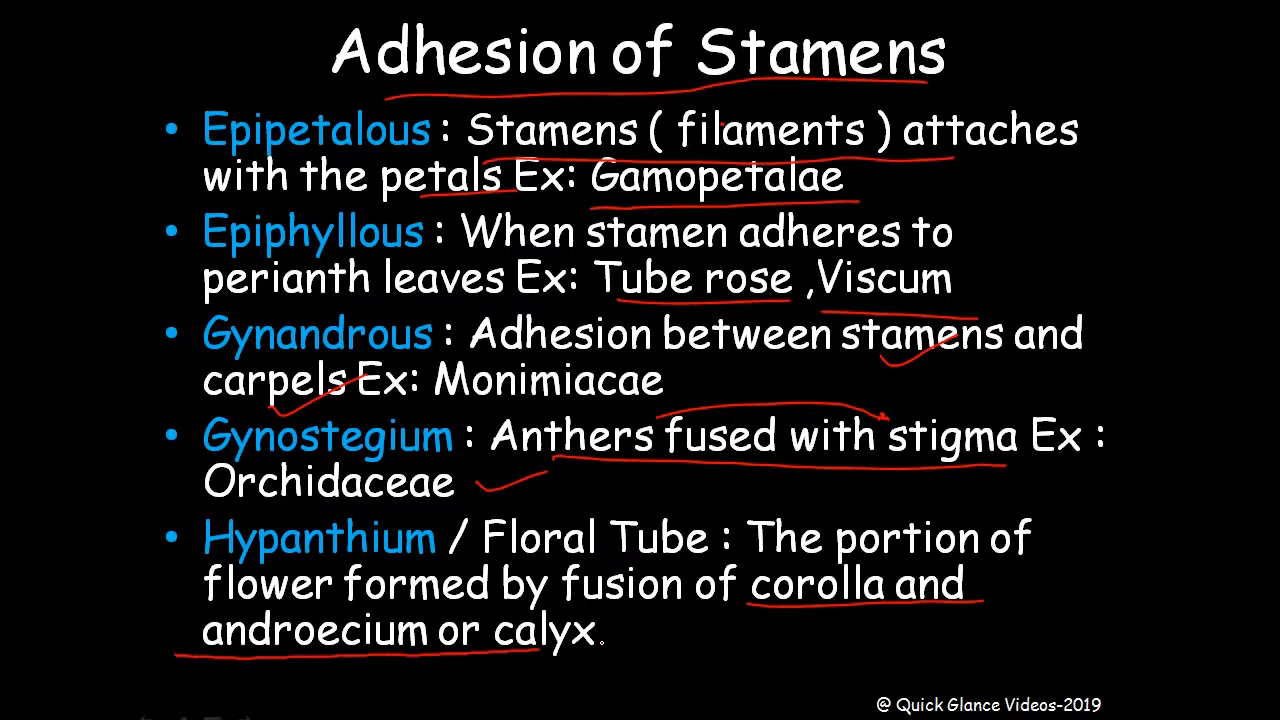 Adhesion of Stamens
• Epipetalous : Stamens ( filaments ) attaches
with the petals Ex: Gamopetalae
• Epiphyllous : When stamen adheres to
perianth leaves Ex: Tube rose ,Viscum
• Gynandrous : Adhesion between stamens and
carpels Ex: Monimiacae
• Gynostegium : Anthers fused with stigma Ex :
Orchidaceae
• Hypanthium / Floral Tube : The portion of
flower formed by fusion of corolla and
androecium or calyx.
@ Quick Glance Videos-2019